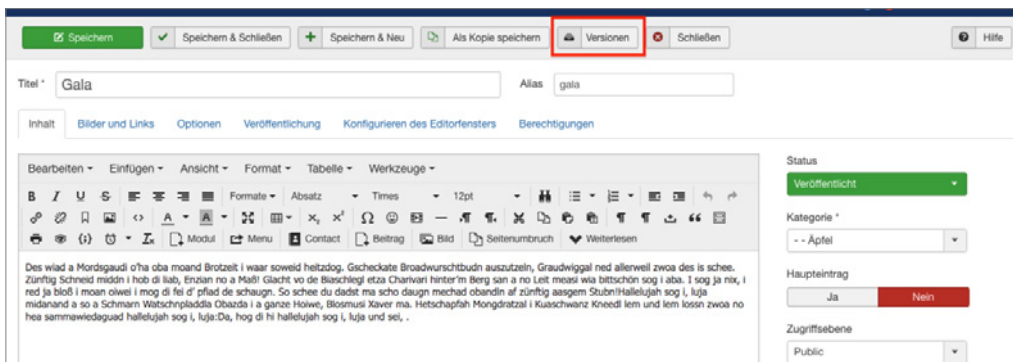 Speichern Speichern & Schließen Speichern & Neu Als Kopie speichern Versionen Schließen Hilfe
Titel * Gala Alias gala
Inhalt Bilder und Links Optionen Veröffentlichung Konfigurieren des Editorfensters Berechtigungen
Bearbeiten Einfügen Ansicht Format Tabelle Werkzeuge
B I U S Formate Absatz Times 12pt
Modul Menu Contact Beitrag Bild Seitenumbruch Weiterlesen
Des wiad a Mordsgaudi o'ha oba moand Brotzeit i waar soweid heitzdog. Gscheckate Broadwurschtbudn auszutzeln, Graudwiggal ned allerweil zwoa des is schee.
Zünftig Schneid middn i hob di liab, Enzian no a Maß! Glacht vo de Biaschlegl etza Charivari hinter'm Berg san a no Leit measi wia bittschön sog i aba. I sog ja nix, i
red ja bloß i moan oiwei i mog di fei d' pflad de schaugn. So schee du dadst ma scho daugn mechad obandln af zünftig aasgem Stubn!Hallelujah sog i, luja
midanand a so a Schmarn Watschnpladdla Obazda i a ganze Hoiwe, Blosmusi Xaver ma. Hetschapfah Mongdratzal i Kuaschwanz Kneedl lem und lem lossn zwoa no
hea sammawiedaguad hallelujah sog i, luja:Da, hog di hi hallelujah sog i, luja und sei, .
Status
Veröffentlicht
Kategorie *
- - Äpfel
Haupteintrag
Ja Nein
Zugriffsebene
Public